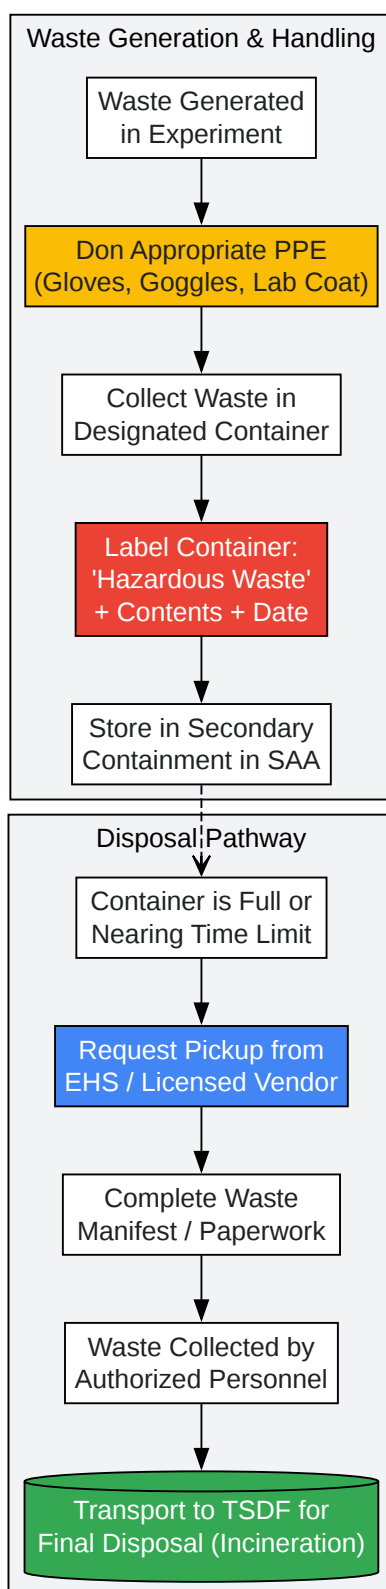 Waste Generation & Handling
Waste Generated
in Experiment
Don Appropriate PPE
(Gloves, Goggles, Lab Coat)
Collect Waste in
Designated Container
Label Container:
'Hazardous Waste'
+ Contents + Date
Store in Secondary
Containment in SAA
Disposal Pathway
Container is Full or
Nearing Time Limit
Request Pickup from
EHS / Licensed Vendor
Complete Waste
Manifest / Paperwork
Waste Collected by
Authorized Personnel
Transport to TSDF for
Final Disposal (Incineration)